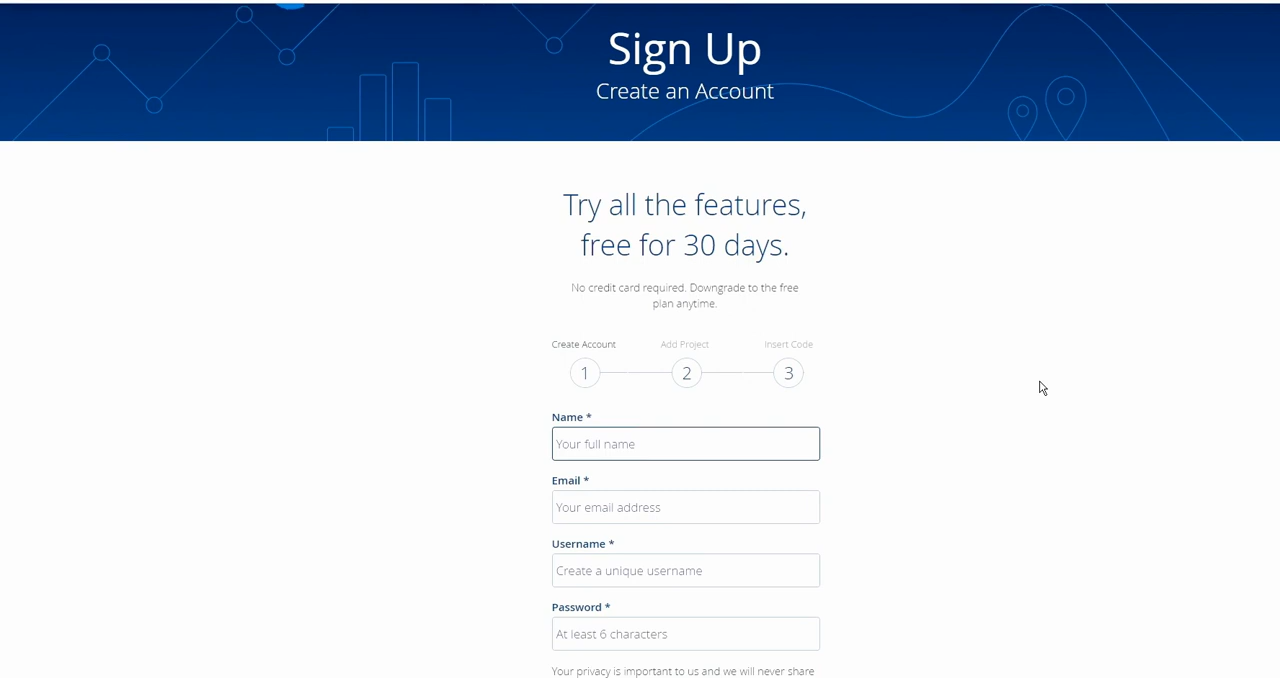 Sign Up
Create an Account
Try all the features,
free for 30 days.
No credit card required. Downgrade to the free
plan anytime.
Create Account Add Project Insert Code
1 2 3
Name *
Your full name
Email *
Your email address
Username *
Create a unique username
Password *
At least 6 characters
Your privacy is important to us and we will never share